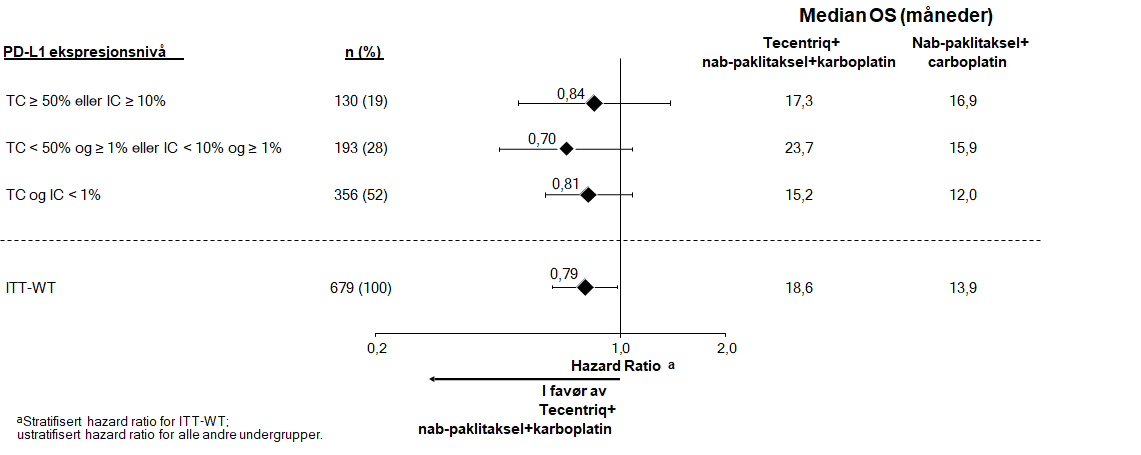 Median OS (måneder)
PD-L1 ekspresjonsnivå n (%) Tecentriq+ Nab-paklitaksel+
nab-paklitaksel+karboplatin carboplatin
TC ≥ 50% eller IC ≥ 10% 130 (19) 0,84 17,3 16,9
TC < 50% og ≥ 1% eller IC < 10% og ≥ 1% 193 (28) 0,70 23,7 15,9
TC og IC < 1% 356 (52) 0,81 15,2 12,0
ITT-WT 679 (100) 0,79 18,6 13,9
0,2 1,0 2,0
Hazard Ratio a
I favør av
Tecentriq+
nab-paklitaksel+karboplatin
aStratifisert hazard ratio for ITT-WT;
ustratifisert hazard ratio for alle andre undergrupper.